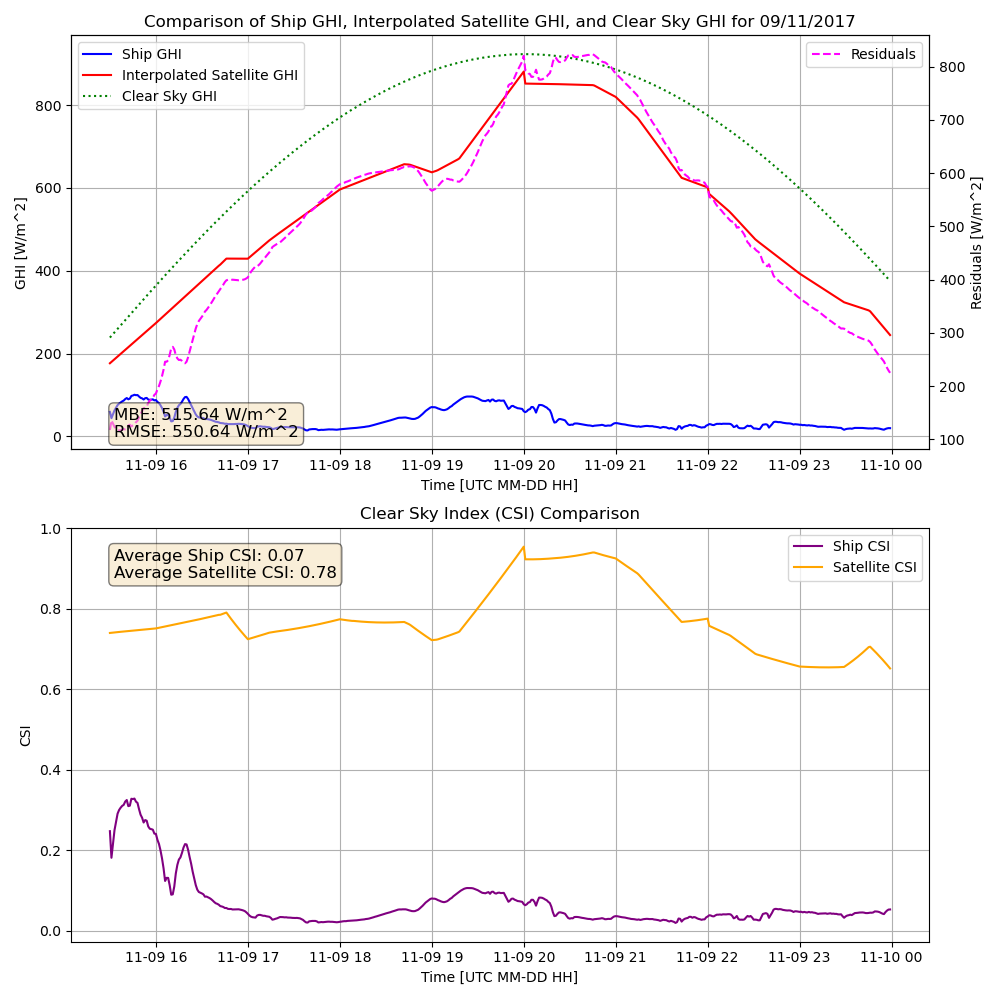 Comparison of Ship GHI, Interpolated Satellite GHI, and Clear Sky GHI for 09/11/2017
Ship GHI
Interpolated Satellite GHI
Clear Sky GHI
Residuals
800
600
400
200
0
GHI [W/m^2]
800
700
600
500
400
300
200
100
Residuals [W/m^2]
MBE: 515.64 W/m^2
RMSE: 550.64 W/m^2
11-09 16 11-09 17 11-09 18 11-09 19 11-09 20 11-09 21 11-09 22 11-09 23 11-10 00
Time [UTC MM-DD HH]
Clear Sky Index (CSI) Comparison
Average Ship CSI: 0.07
Average Satellite CSI: 0.78
Ship CSI
Satellite CSI
1.0
0.8
0.6
0.4
0.2
0.0
CSI
11-09 16 11-09 17 11-09 18 11-09 19 11-09 20 11-09 21 11-09 22 11-09 23 11-10 00
Time [UTC MM-DD HH]